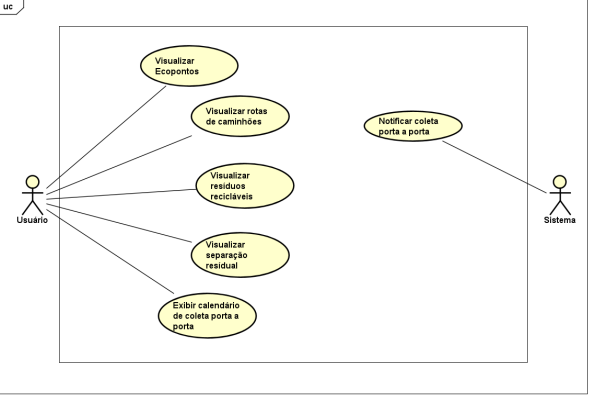 uc
Visualizar
Ecopontos
Visualizar rotas
de caminhões
Notificar coleta
porta a porta
Visualizar
resíduos
recicláveis
Usuário
Sistema
Visualizar
separação
residual
Exibir calendário
de coleta porta a
porta